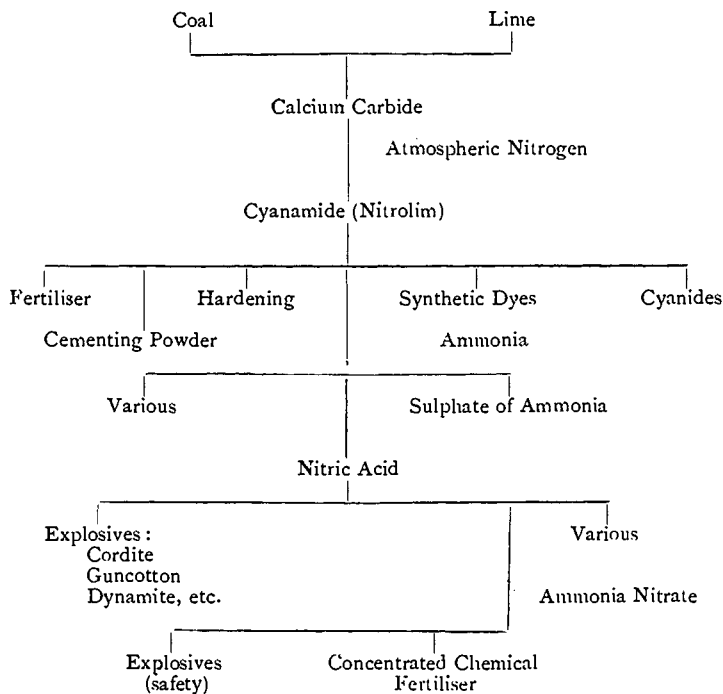 Coal Lime
Calcium Carbide
Atmospheric Nitrogen
Cyanamide (Nitrolim)
Fertiliser Hardening Synthetic Dyes Cyanides
Cementing Powder Ammonia
Various Sulphate of Ammonia
Nitric Acid
Explosives: Various
Cordite
Guncotton
Dynamite, etc. Ammonia Nitrate
Explosives Concentrated Chemical
(safety) Fertiliser